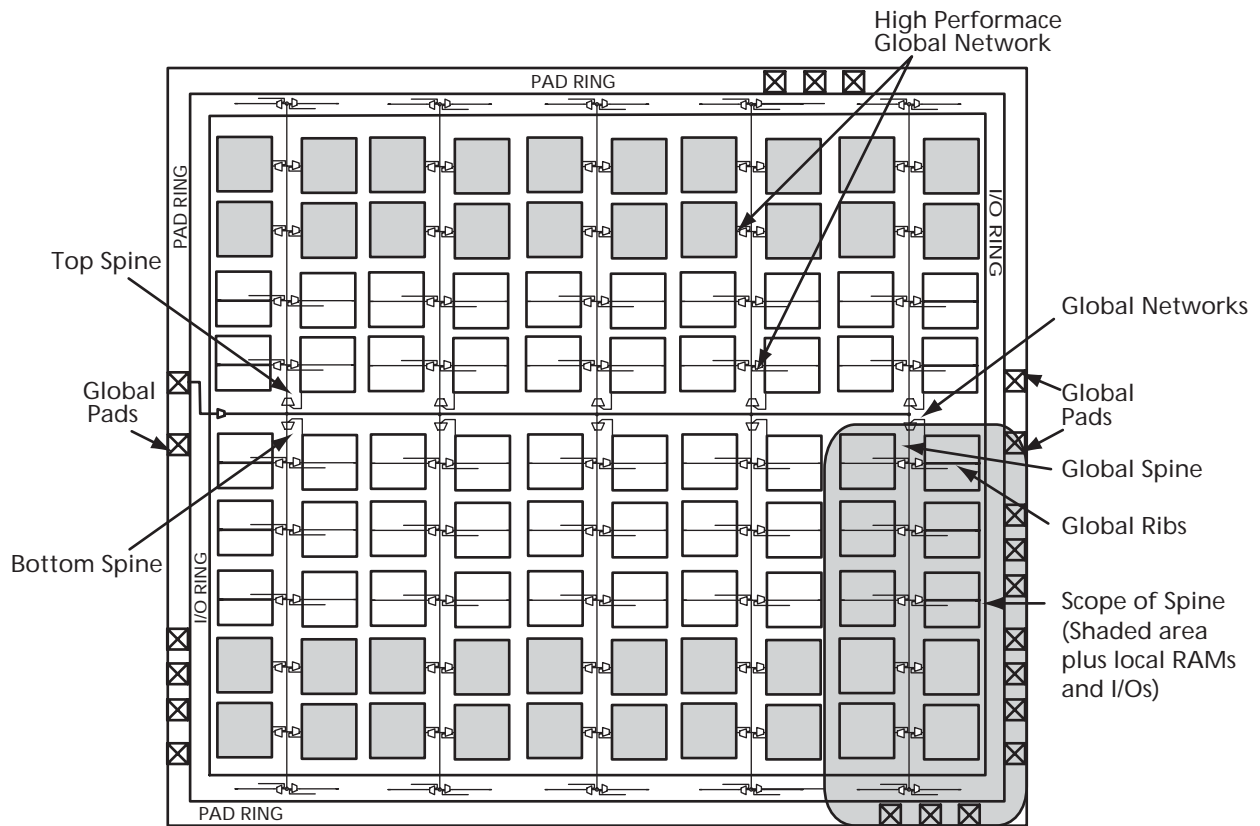 High Performace
Global Network
PAD RING
PAD RING
I/O RING
Top Spine
Global Networks
Global
Pads
Global
Pads
Global Spine
Global Ribs
Bottom Spine
I/O RING
Scope of Spine
(Shaded area
plus local RAMs
and I/Os)
PAD RING